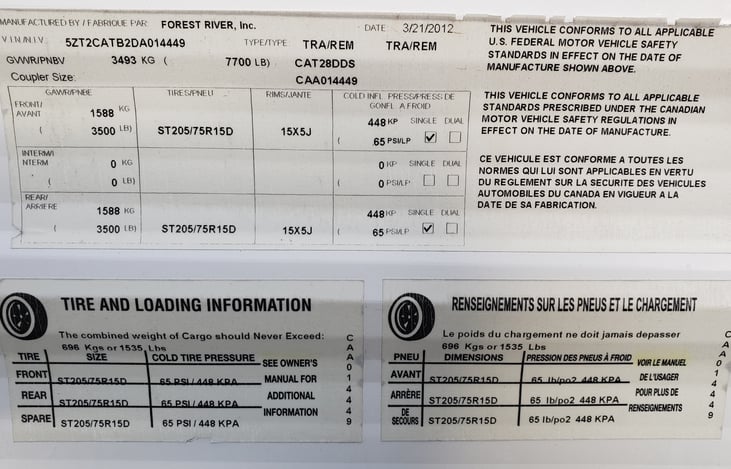 MANUFACTURED BY / FABRIQUE PAR: FOREST RIVER, Inc. DATE: 3/21/2012
V.I.N./N.I.V. 5ZT2CATB2DA014449 TYPE/TYPE: TRA/REM TRA/REM
GVWR/PNBV 3493 KG ( 7700 LB) CAT28DDS
Coupler Size: CAA014449
GAWR/PNBE TIRES/PNEU RIMS/JANTE COLD INFL PRESS/PRESS DE
GONFL A FROID
FRONT/
AVANT 1588 KG 448 KP SINGLE DUAL
( 3500 LB) ST205/75R15D 15X5J ( 65 PSI/LP
INTERM/I
NTERM 0 KG 0 KP SINGLE DUAL
( 0 LB) ( 0 PSI/LP
REAR/
ARRIERE 1588 KG 448 KP SINGLE DUAL
( 3500 LB) ST205/75R15D 15X5J ( 65 PSI/LP
THIS VEHICLE CONFORMS TO ALL APPLICABLE
U.S. FEDERAL MOTOR VEHICLE SAFETY
STANDARDS IN EFFECT ON THE DATE OF
MANUFACTURE SHOWN ABOVE.
THIS VEHICLE CONFORMS TO ALL APPLICABLE
STANDARDS PRESCRIBED UNDER THE CANADIAN
MOTOR VEHICLE SAFETY REGULATIONS IN
EFFECT ON THE DATE OF MANUFACTURE.
CE VEHICULE EST CONFORME A TOUTES LES
NORMES QUI LUI SONT APPLICABLES EN VERTU
DU REGLEMENT SUR LA SECURITE DES VEHICULES
AUTOMOBILES DU CANADA EN VIGUEUR A LA
DATE DE SA FABRICATION.
TIRE AND LOADING INFORMATION
The combined weight of Cargo should Never Exceed:
696 Kgs or 1535 Lbs
TIRE SIZE COLD TIRE PRESSURE
FRONT ST205/75R15D 65 PSI / 448 KPA
REAR ST205/75R15D 65 PSI / 448 KPA
SPARE ST205/75R15D 65 PSI / 448 KPA
SEE OWNER'S
MANUAL FOR
ADDITIONAL
INFORMATION
CAA014449
RENSEIGNEMENTS SUR LES PNEUS ET LE CHARGEMENT
Le poids du chargement ne doit jamais depasser
696 Kgs or 1535 Lbs
PNEU DIMENSIONS PRESSION DES PNEUS À FROID
AVANT ST205/75R15D 65 lb/po2 448 KPA
ARRIÈRE ST205/75R15D 65 lb/po2 448 KPA
DE
SECOURS ST205/75R15D 65 lb/po2 448 KPA
VOIR LE MANUEL
DE L'USAGER
POUR PLUS DE
RENSEIGNEMENTS
CAA014449